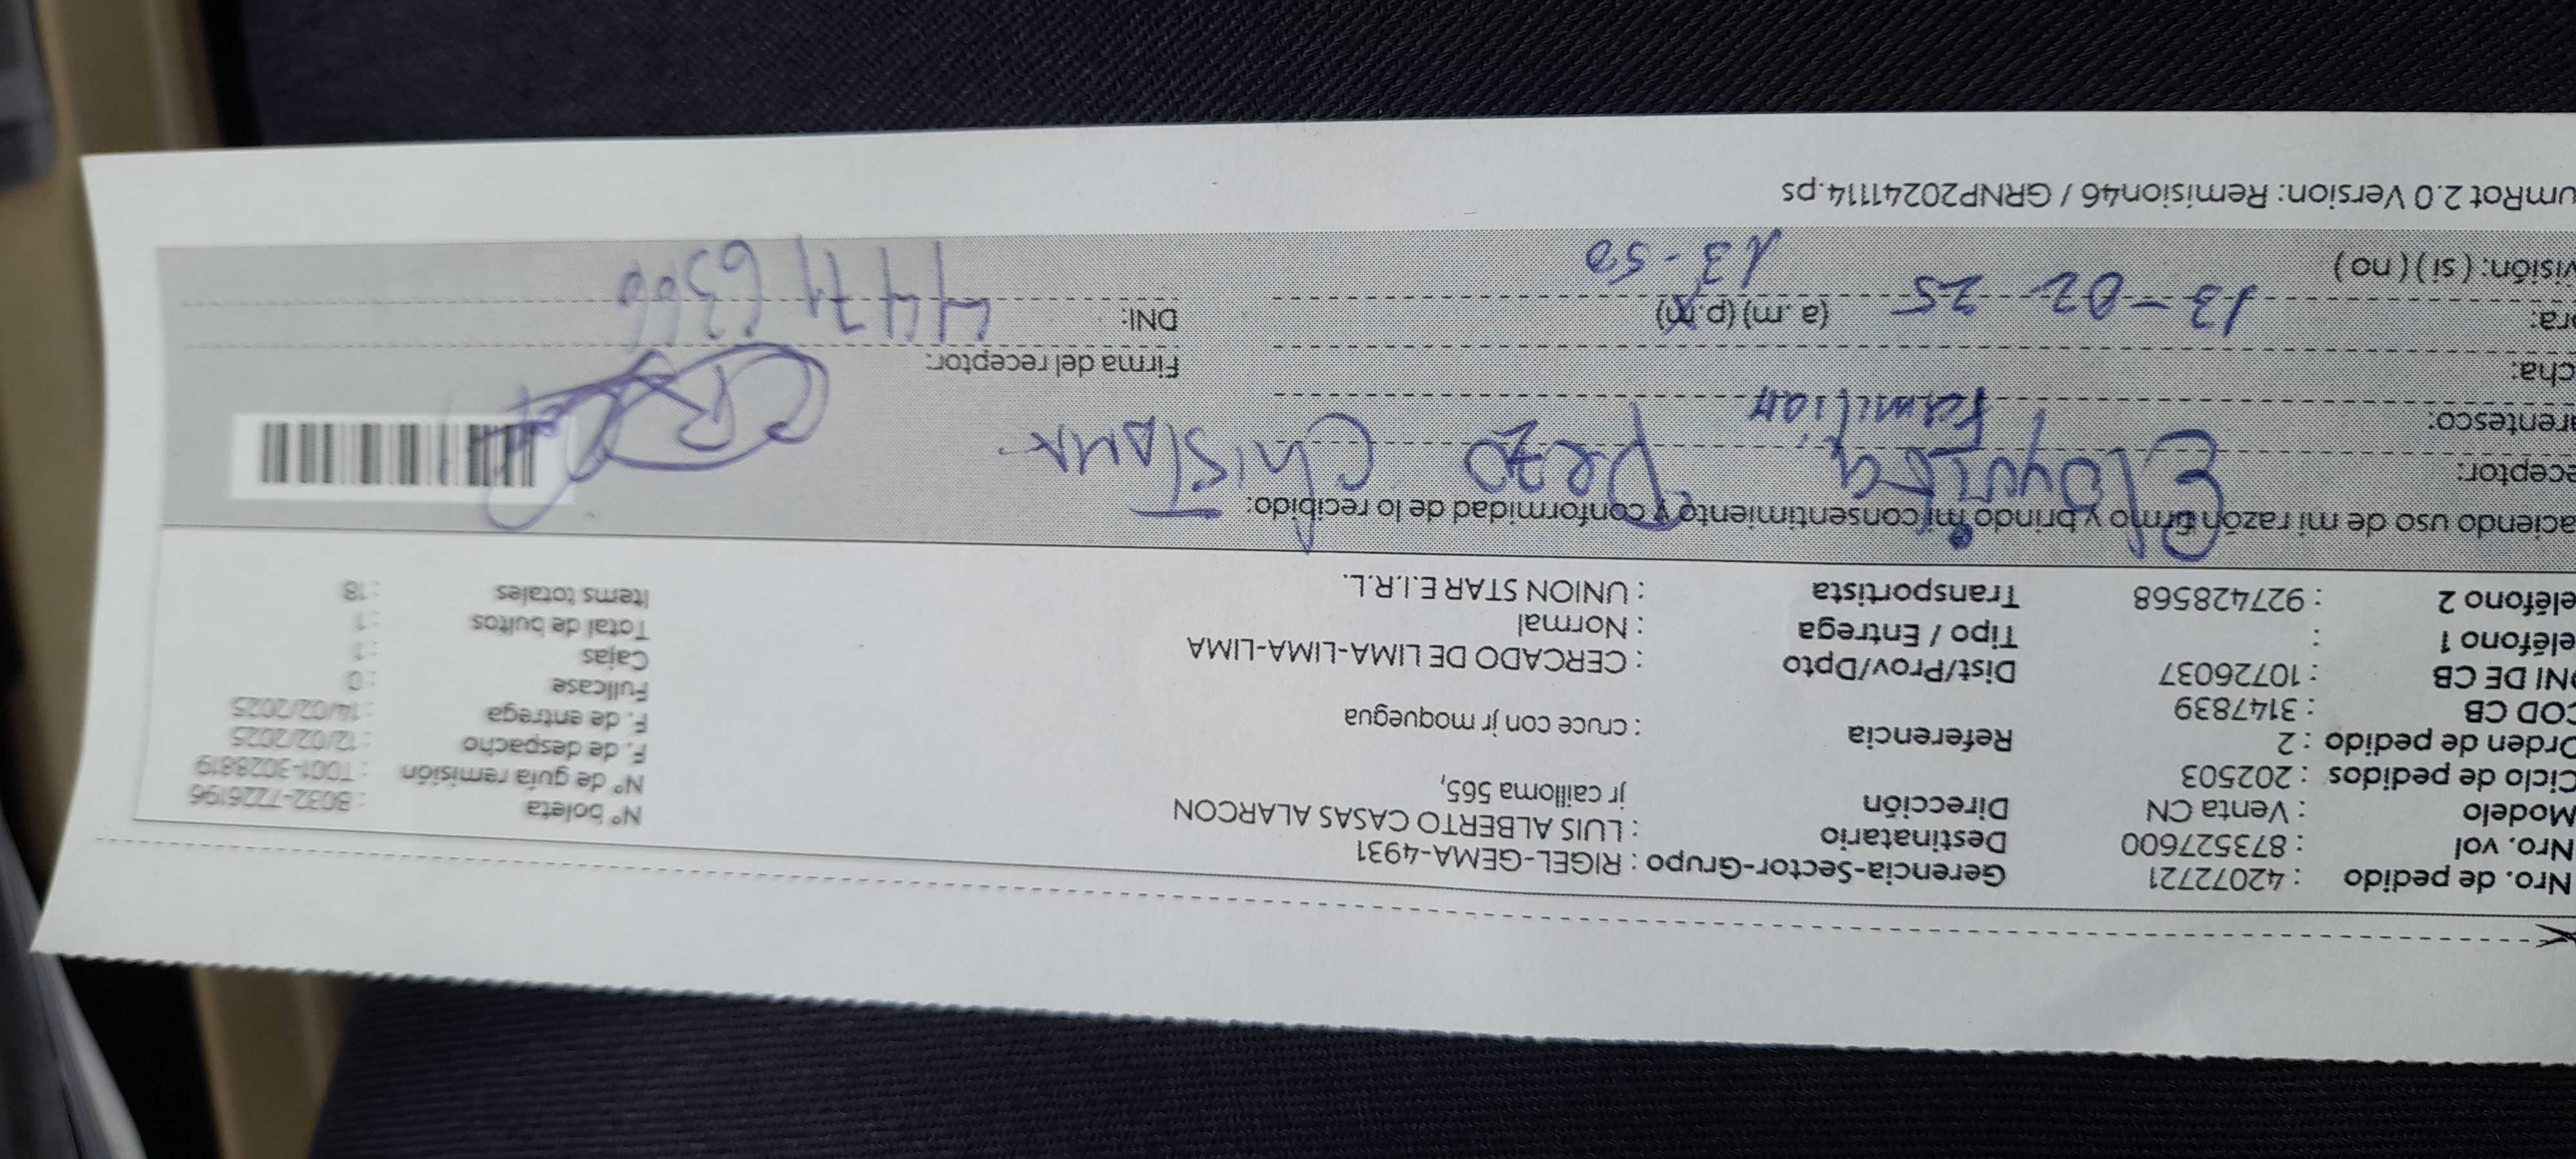 Nro. de pedido : 42072721 Gerencia-Sector-Grupo : RIGEL-GEMA-4931
Nro. vol : 873527600 Destinatario : LUIS ALBERTO CASAS ALARCON Nº boleta : B032-7226196
Modelo : Venta CN Dirección jr cailloma 565, Nº de guía remisión : T001-3028819
Ciclo de pedidos : 202503 F. de despacho : 12/02/2025
Orden de pedido : 2 Referencia : cruce con jr moquegua F. de entrega : 14/02/2025
COD CB : 3147839 Fullcase : 0
DNI DE CB : 10726037 Dist/Prov/Dpto : CERCADO DE LIMA-LIMA-LIMA Cajas : 1
eléfono 1 : Tipo / Entrega : Normal Total de bultos : 1
eléfono 2 : 927428568 Transportista : UNION STAR E.I.R.L. Items totales : 18
aciendo uso de mi razón firmo y brindo mi consentimiento y conformidad de lo recibido:
eceptor: Pezo
arentesco: Familiar
cha: Firma del receptor:
ora: 13-02 25 (a.m) (p.m) DNI: 44716366
visión: ( si ) ( no ) 13-50
umRot 2.0 Version: Remision46 / GRNP20241114.ps